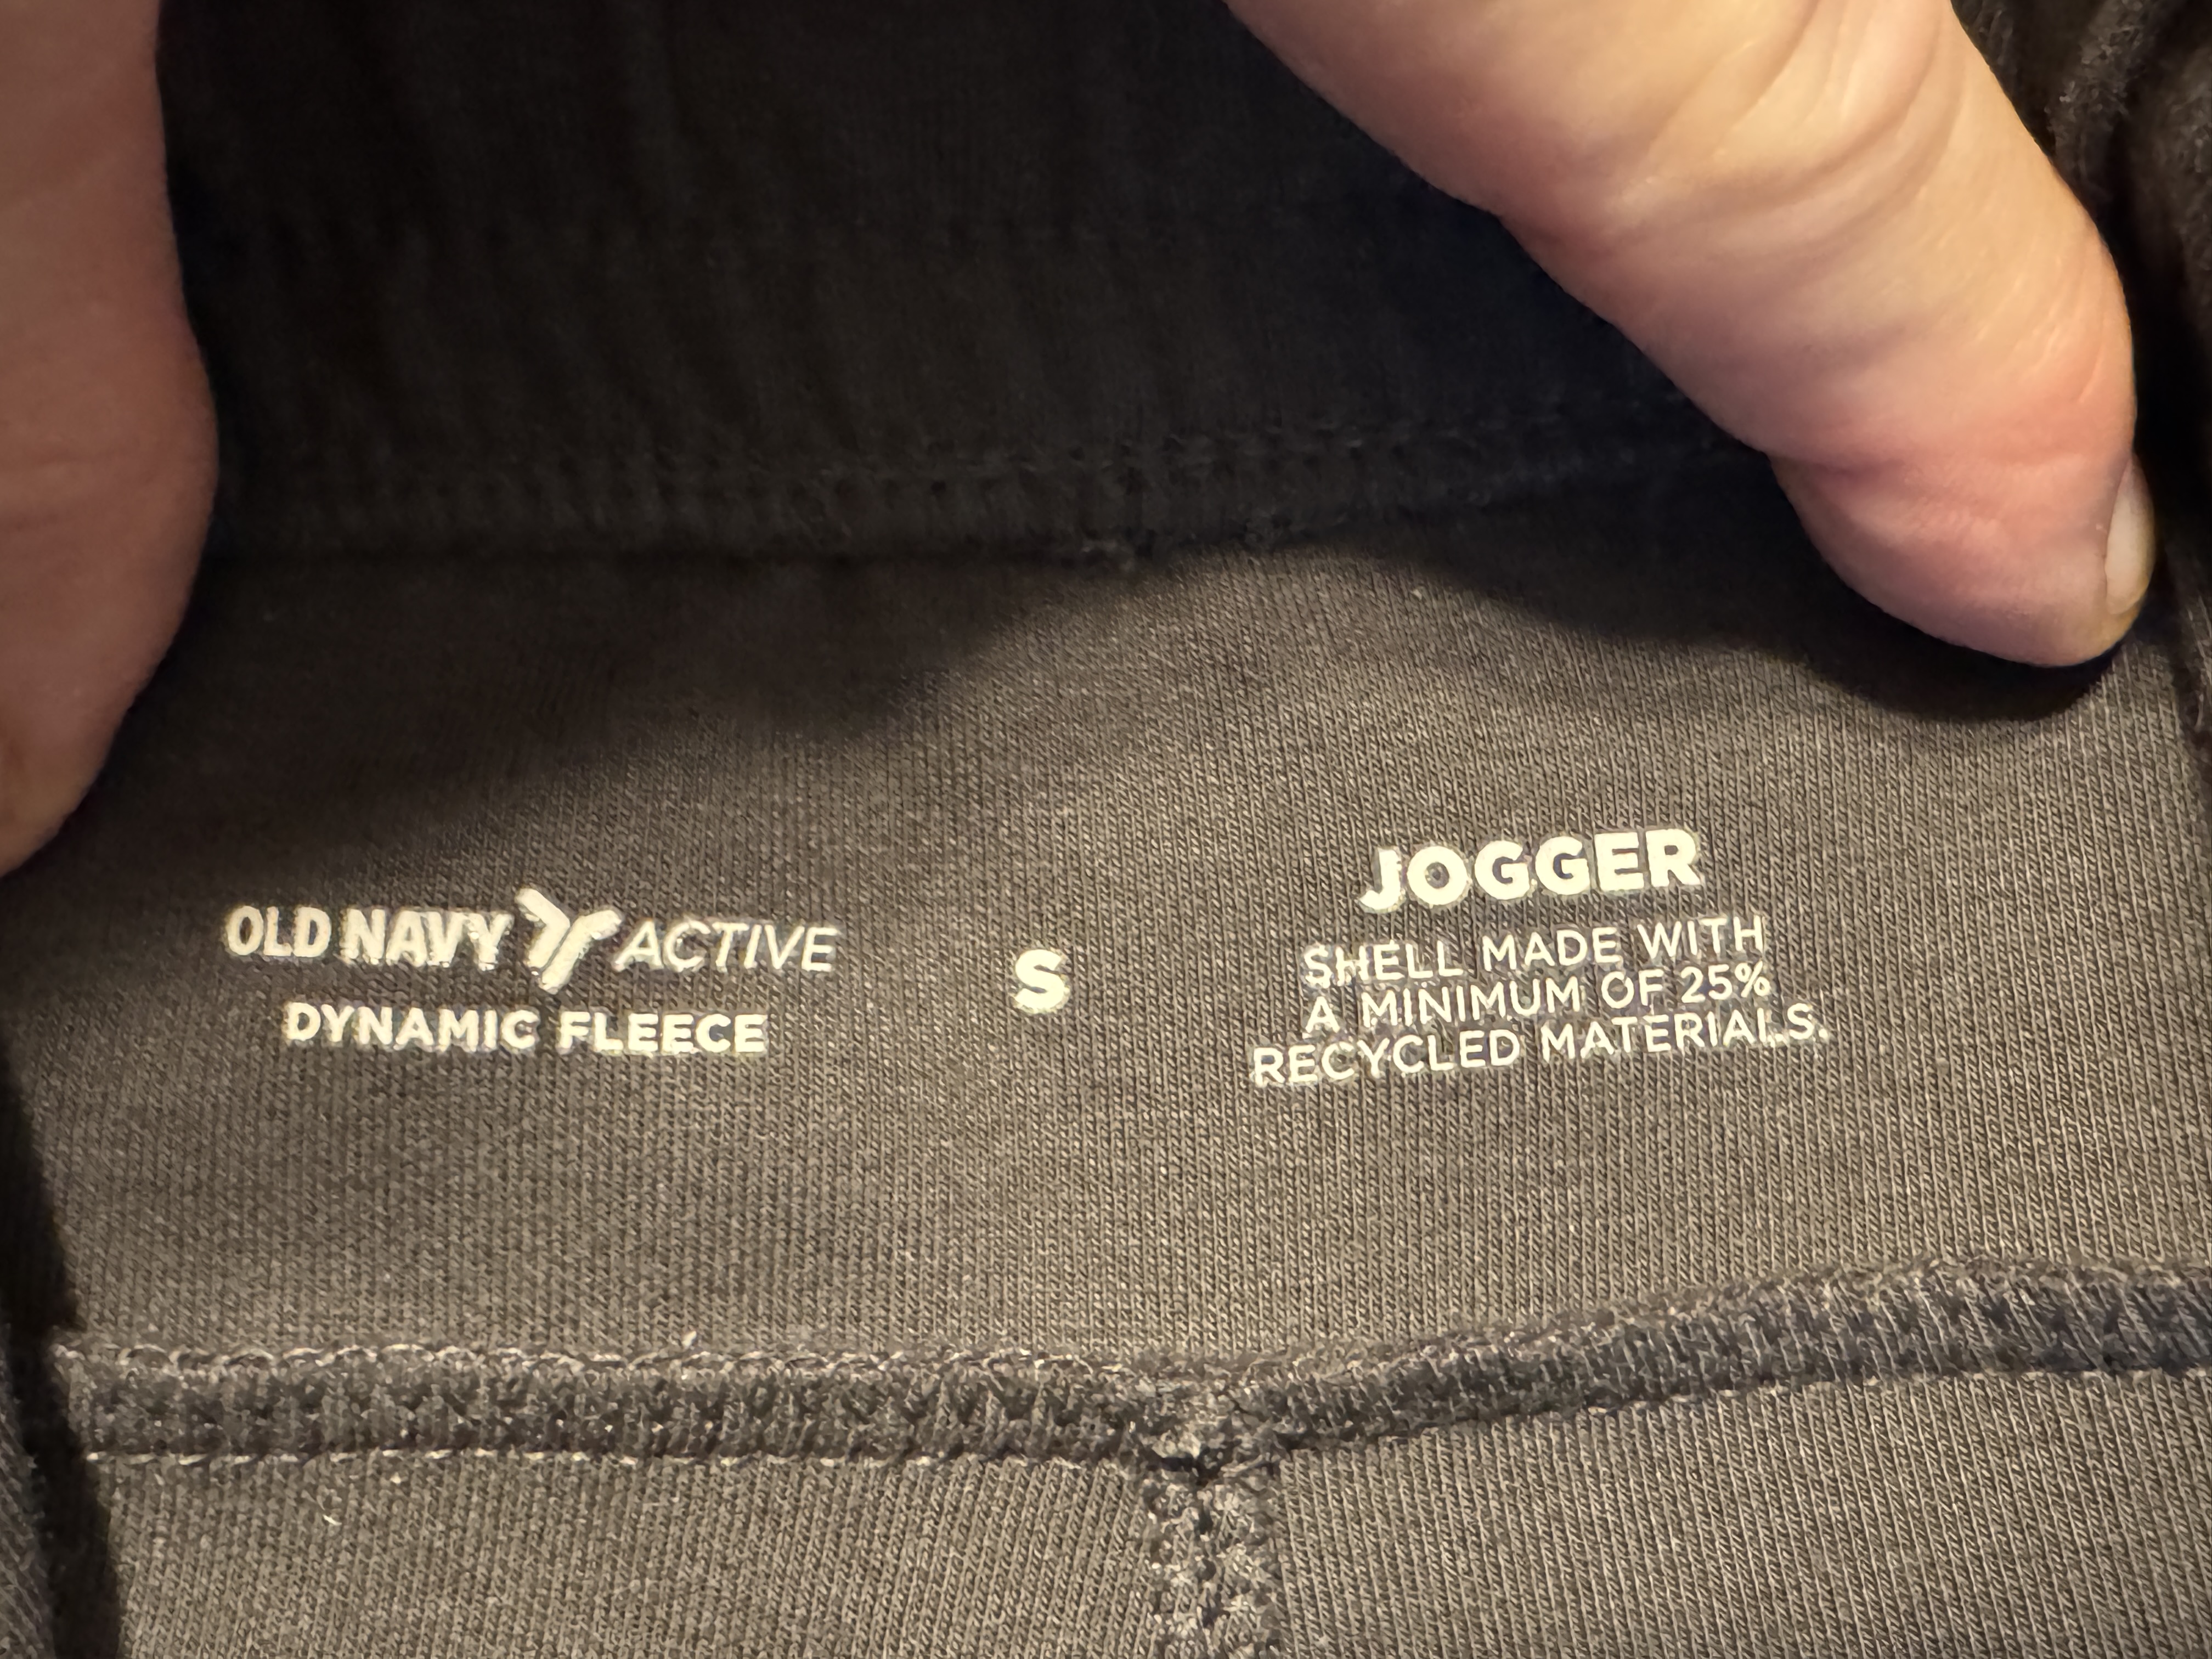 OLD NAVY ACTIVE
DYNAMIC FLEECE
S
JOGGER
SHELL MADE WITH
A MINIMUM OF 25%
RECYCLED MATERIALS.